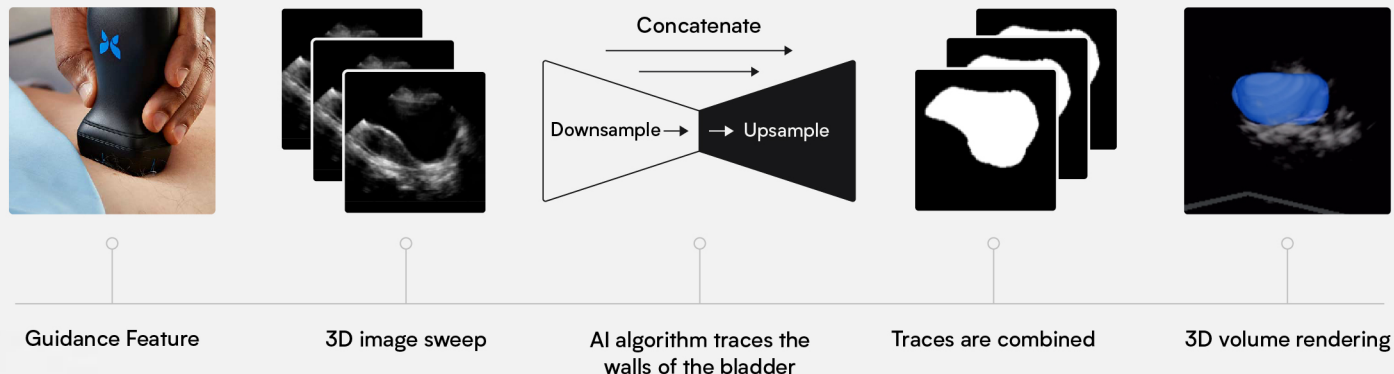 Concatenate
Downsample
Upsample
Guidance Feature
3D image sweep
AI algorithm traces the
walls of the bladder
Traces are combined
3D volume rendering